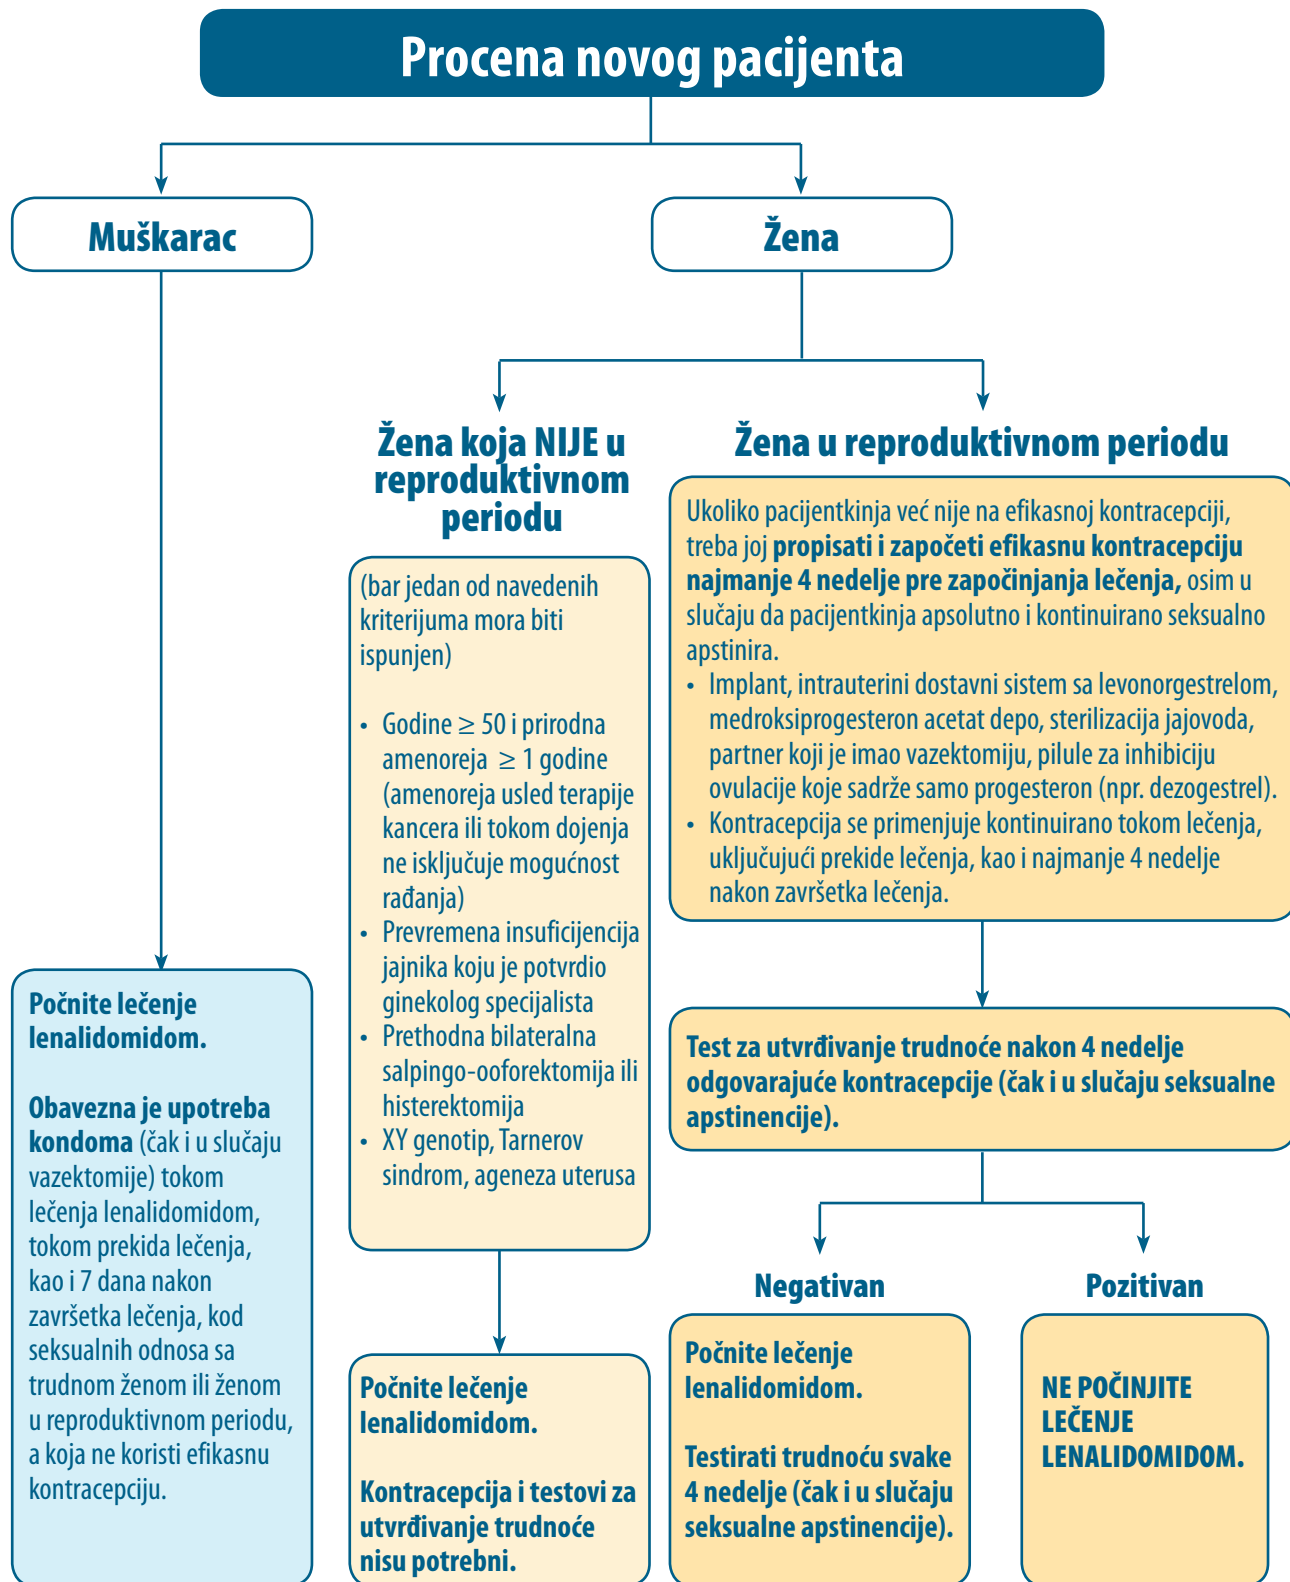 Procena novog pacijenta
Muškarac
Žena
Žena koja NIJE u
reproduktivnom
periodu
Žena u reproduktivnom periodu
(bar jedan od navedenih
kriterijuma mora biti
ispunjen)
• Godine ≥ 50 i prirodna
amenoreja ≥ 1 godine
(amenoreja usled terapije
kancera ili tokom dojenja
ne isključuje mogućnost
rađanja)
• Prevremena insuficijencija
jajnika koju je potvrdio
ginekolog specijalista
• Prethodna bilateralna
salpingo-ooforektomija ili
histerektomija
• XY genotip, Tarnerov
sindrom, ageneza uterusa
Ukoliko pacijentkinja već nije na efikasnoj kontracepciji,
treba joj propisati i započeti efikasnu kontracepciju
najmanje 4 nedelje pre započinjanja lečenja, osim u
slučaju da pacijentkinja apsolutno i kontinuirano seksualno
apstinira.
• Implant, intrauterini dostavni sistem sa levonorgestrelom,
medroksiprogesteron acetat depo, sterilizacija jajovoda,
partner koji je imao vazektomiju, pilule za inhibiciju
ovulacije koje sadrže samo progesteron (npr. dezogestrel).
• Kontracepcija se primenjuje kontinuirano tokom lečenja,
uključujući prekide lečenja, kao i najmanje 4 nedelje
nakon završetka lečenja.
Počnite lečenje
lenalidomidom.
Obavezna je upotreba
kondoma (čak i u slučaju
vazektomije) tokom
lečenja lenalidomidom,
tokom prekida lečenja,
kao i 7 dana nakon
završetka lečenja, kod
seksualnih odnosa sa
trudnom ženom ili ženom
u reproduktivnom periodu,
a koja ne koristi efikasnu
kontracepciju.
Test za utvrđivanje trudnoće nakon 4 nedelje
odgovarajuće kontracepcije (čak i u slučaju seksualne
apstinencije).
Negativan
Pozitivan
Počnite lečenje
lenalidomidom.
Kontracepcija i testovi za
utvrđivanje trudnoće
nisu potrebni.
Počnite lečenje
lenalidomidom.
Testirati trudnoću svake
4 nedelje (čak i u slučaju
seksualne apstinencije).
NE POČINJITE
LEČENJE
LENALIDOMIDOM.